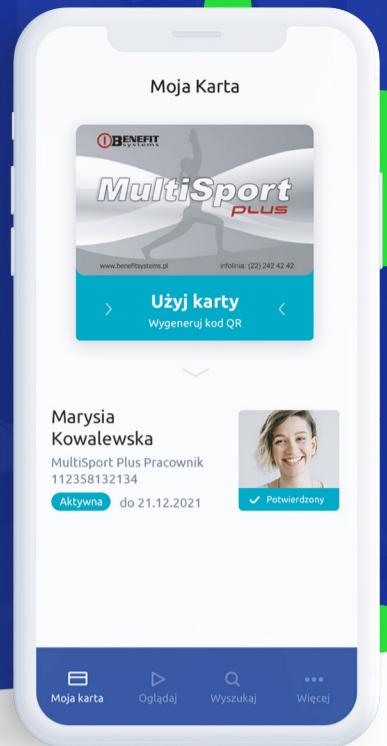 Moja Karta
BENEFIT
Systems
MultiSport
PLUS
www.benefitsystems.pl
infolinia: (22) 242 42 42
Użyj karty
Wygeneruj kod QR
Marysia
Kowalewska
MultiSport Plus Pracownik
112358132134
Aktywna do 21.12.2021
Potwierdzony
Moja karta
Oglądaj
Wyszukaj
Więcej